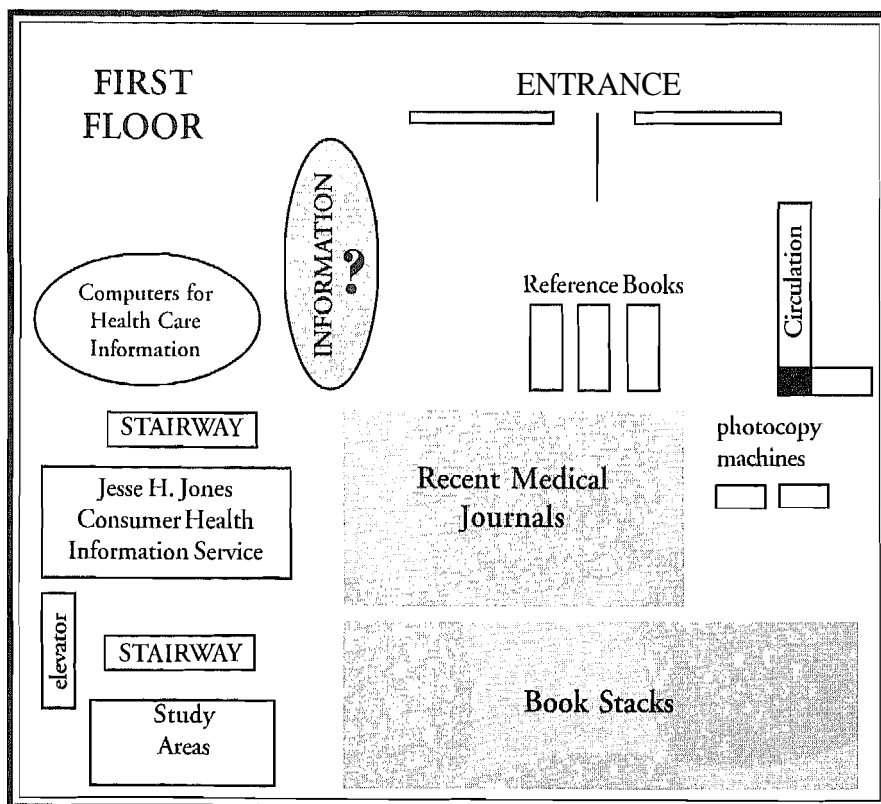 FIRST
FLOOR
ENTRANCE
INFORMATION
?
Computers for
Health Care
Information
Reference Books
Circulation
STAIRWAY
Jesse H. Jones
Consumer Health
Information Service
Recent Medical
Journals
photocopy
machines
elevator
STAIRWAY
Study
Areas
Book Stacks